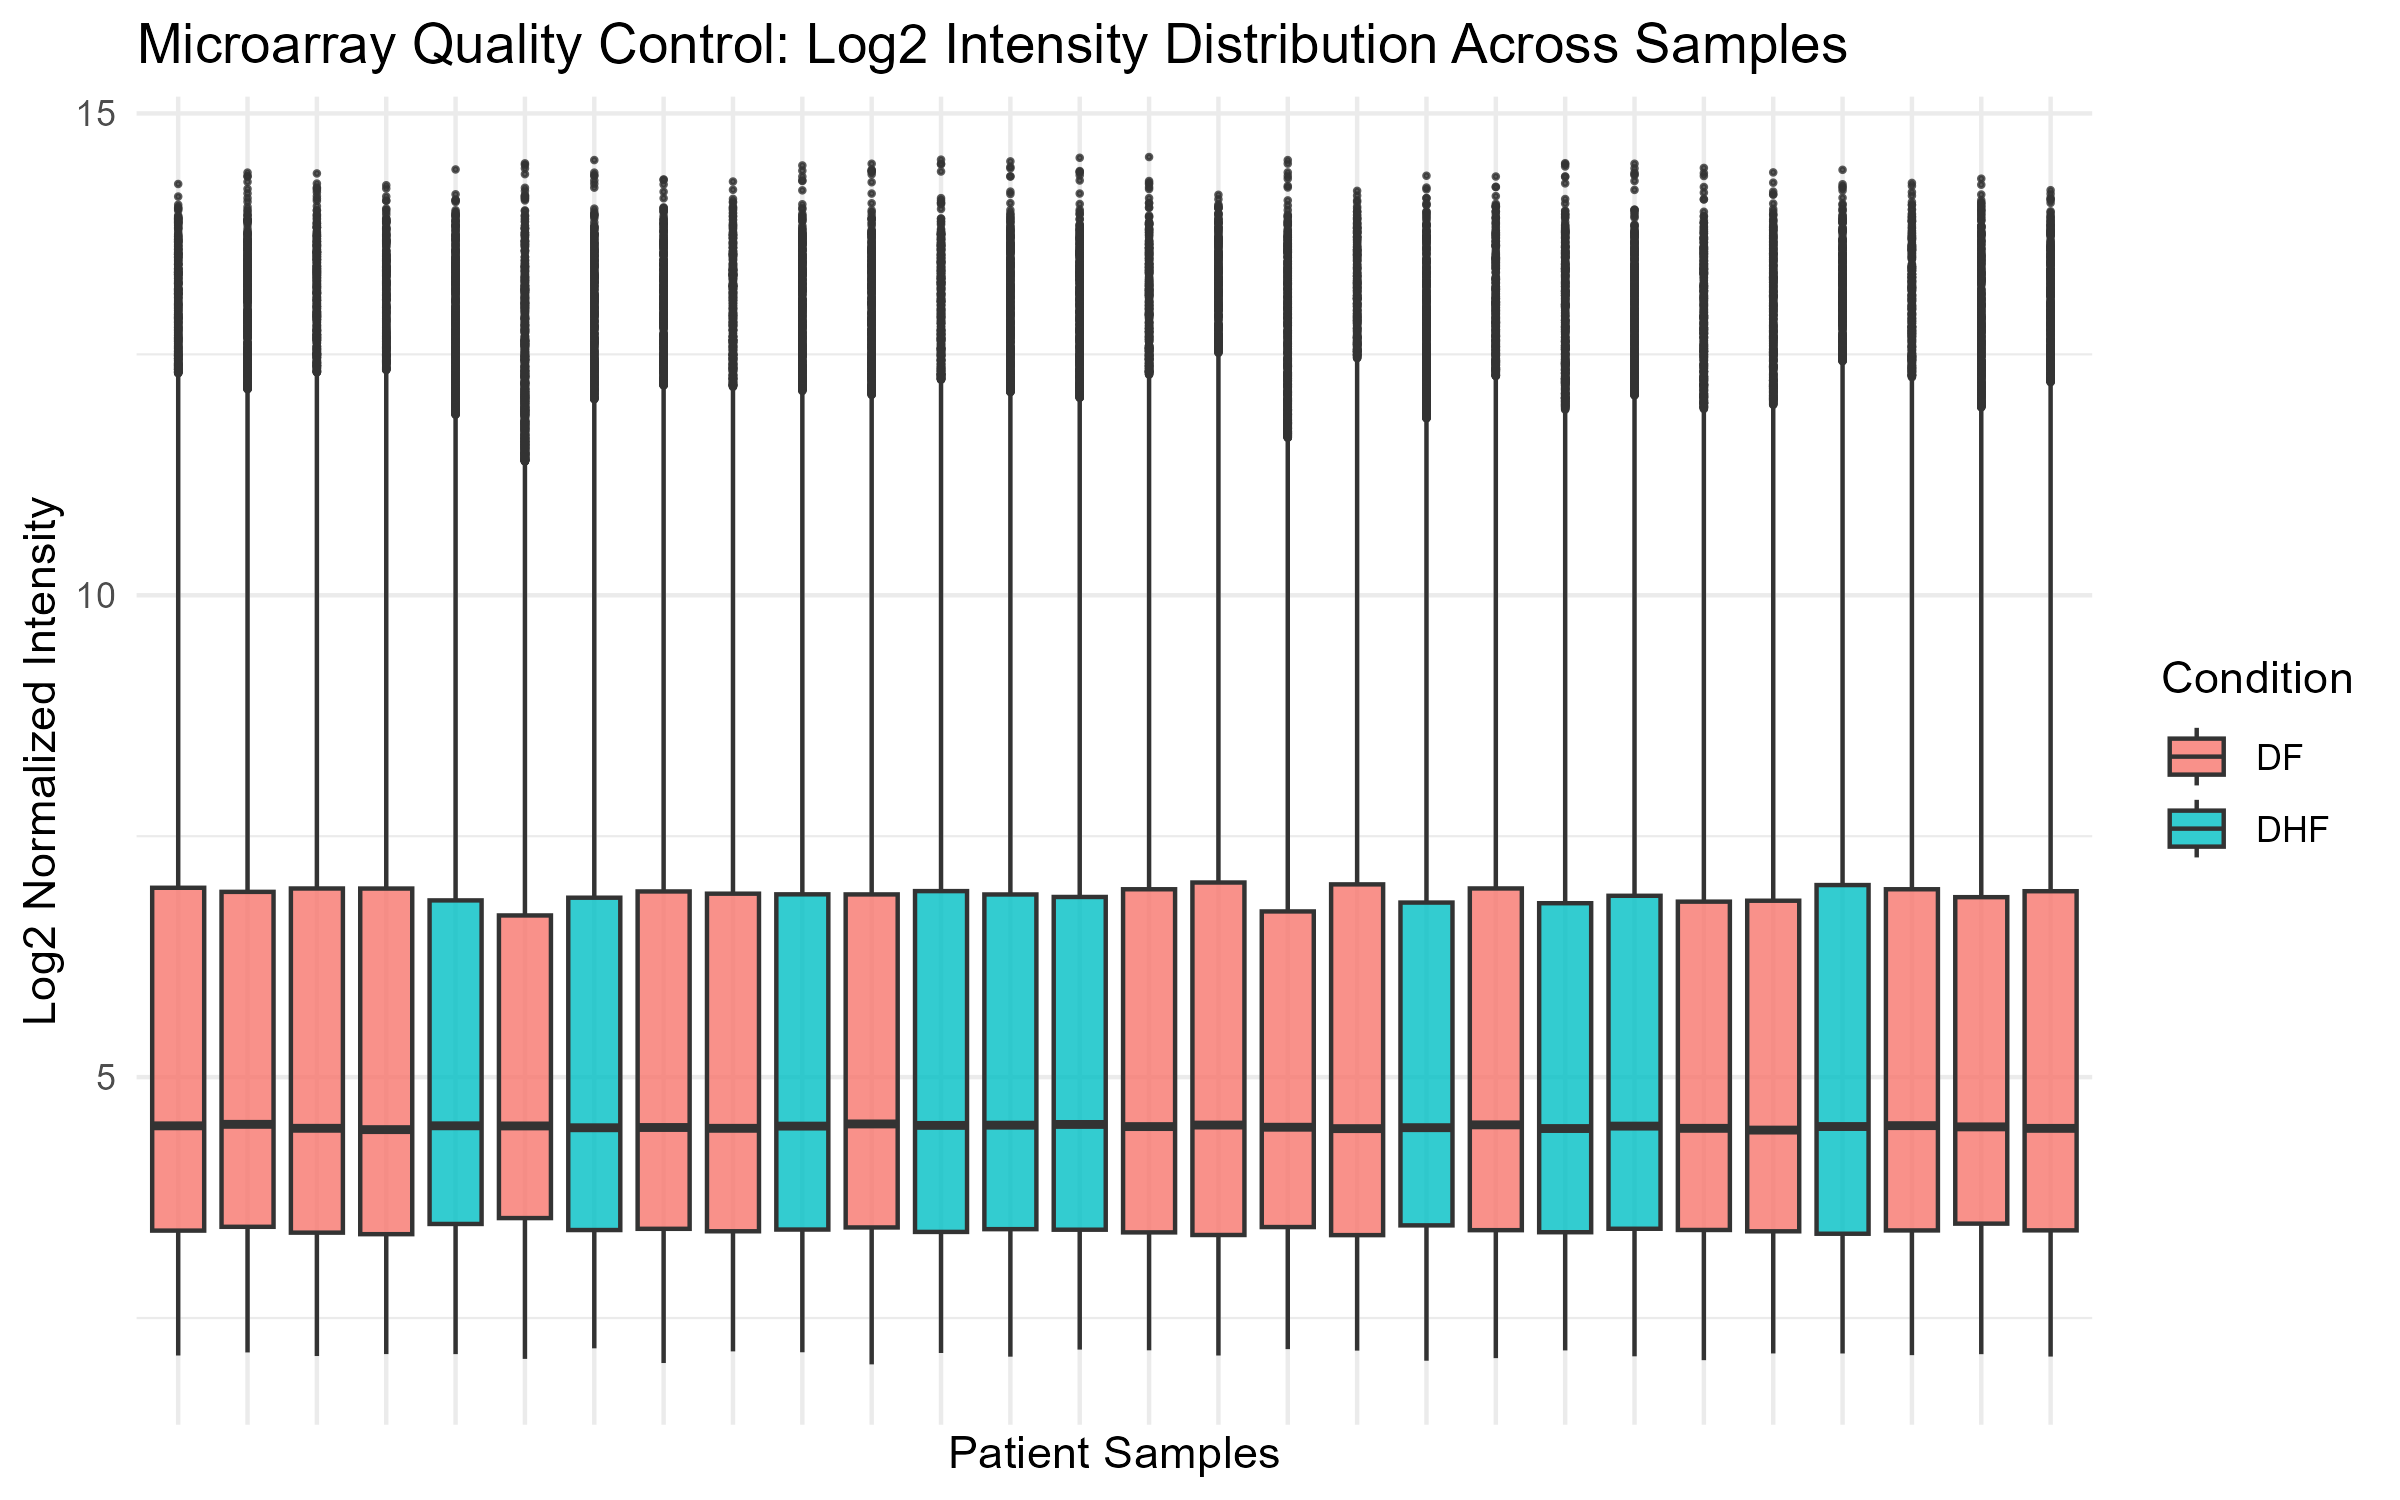 Microarray Quality Control: Log2 Intensity Distribution Across Samples
15
10
5
Log2 Normalized Intensity
Patient Samples
Condition
DF
DHF